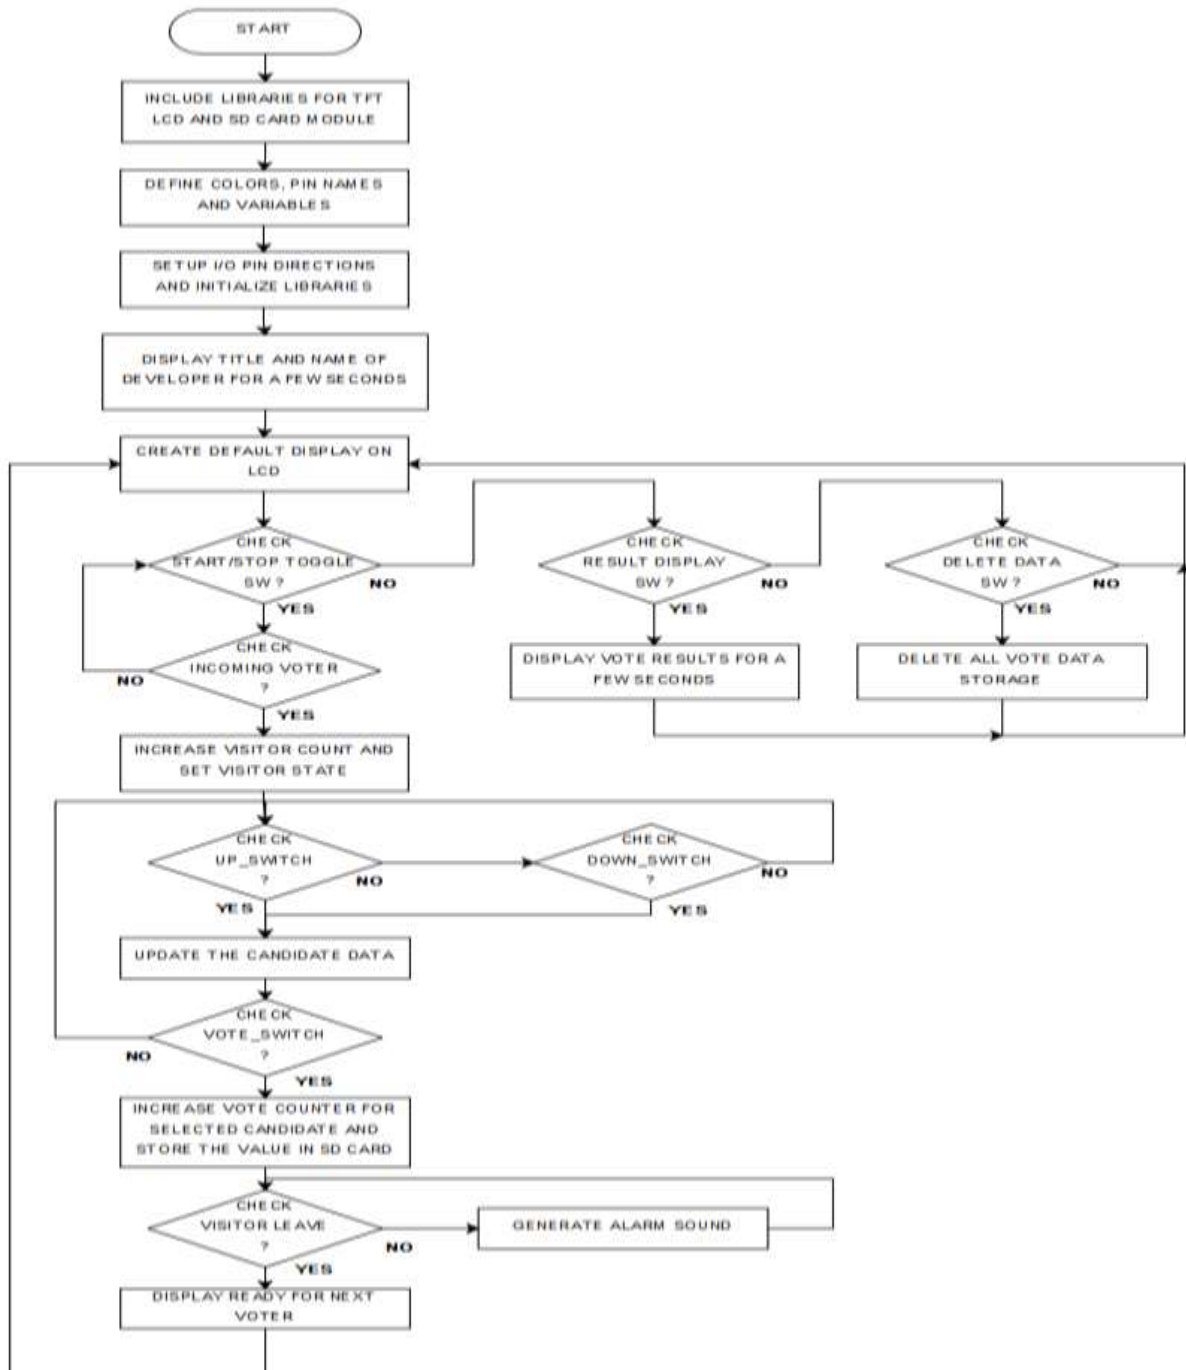 START
INCLUDE LIBRARIES FOR TFT
LCD AND SD CARD MODULE
DEFINE COLORS, PIN NAMES
AND VARIABLES
SETUP I/O PIN DIRECTIONS
AND INITIALIZE LIBRARIES
DISPLAY TITLE AND NAME OF
DEVELOPER FOR A FEW SECONDS
CREATE DEFAULT DISPLAY ON
LCD
CHECK
START/STOP TOGGLE
SW ?
NO
YES
CHECK
RESULT DISPLAY
SW ?
NO
YES
CHECK
DELETE DATA
SW ?
NO
YES
CHECK
INCOMING VOTER
?
NO
YES
DISPLAY VOTE RESULTS FOR A
FEW SECONDS
DELETE ALL VOTE DATA
STORAGE
INCREASE VISITOR COUNT AND
SET VISITOR STATE
CHECK
UP_SWITCH
?
NO
YES
CHECK
DOWN_SWITCH
?
NO
YES
UPDATE THE CANDIDATE DATA
CHECK
VOTE_SWITCH
?
NO
YES
INCREASE VOTE COUNTER FOR
SELECTED CANDIDATE AND
STORE THE VALUE IN SD CARD
CHECK
VISITOR LEAVE
?
NO
YES
GENERATE ALARM SOUND
DISPLAY READY FOR NEXT
VOTER